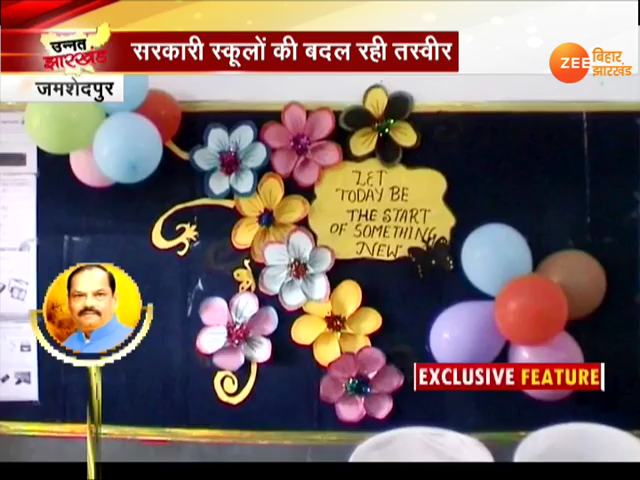 उन्नत झारखंड
सरकारी स्कूलों की बदल रही तस्वीर
ZEE बिहार झारखंड
जमशेदपुर
LET
TODAY BE
THE START
OF SOMETHING
NEW
EXCLUSIVE FEATURE